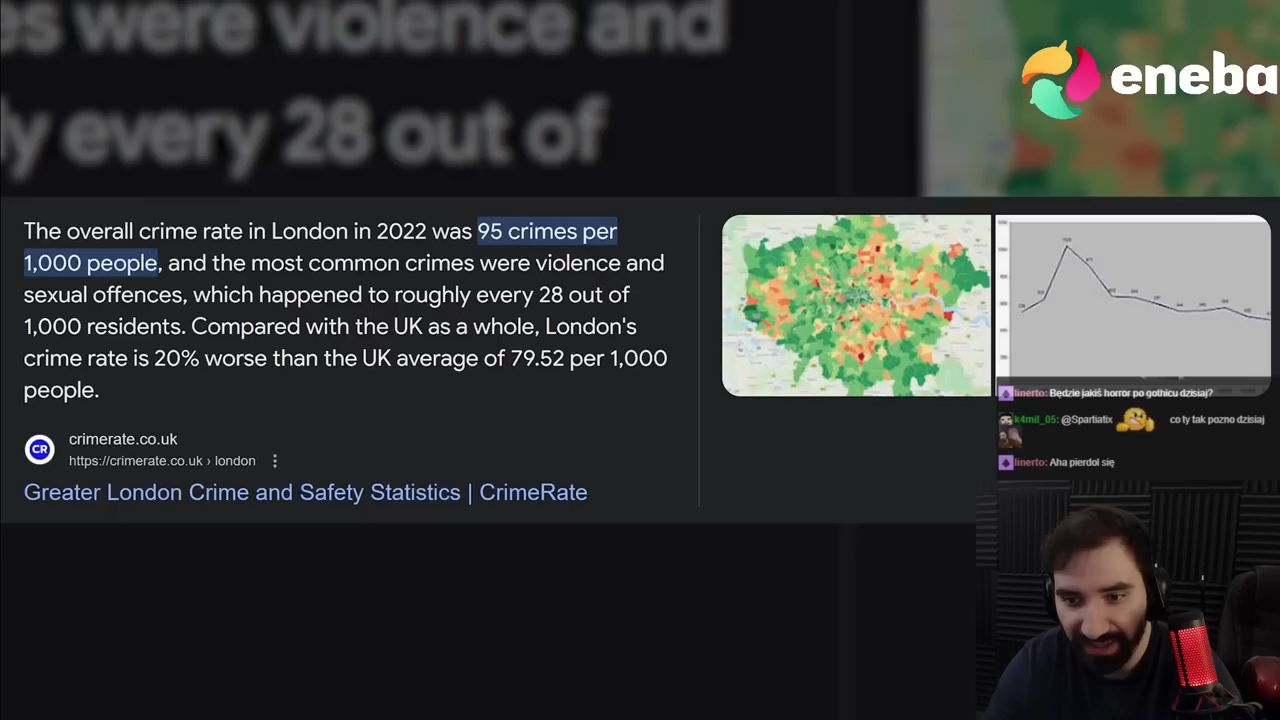 es were violence and
ly every 28 out of
eneba
The overall crime rate in London in 2022 was 95 crimes per
1,000 people, and the most common crimes were violence and
sexual offences, which happened to roughly every 28 out of
1,000 residents. Compared with the UK as a whole, London's
crime rate is 20% worse than the UK average of 79.52 per 1,000
people.
CR
crimerate.co.uk
https://crimerate.co.uk › london
Greater London Crime and Safety Statistics | CrimeRate
linerto: Będzie jakiś horror po gothicu dzisiaj?
k4mil_05: @Spartiatix co ty tak pozno dzisiaj
linerto: Aha pierdol się